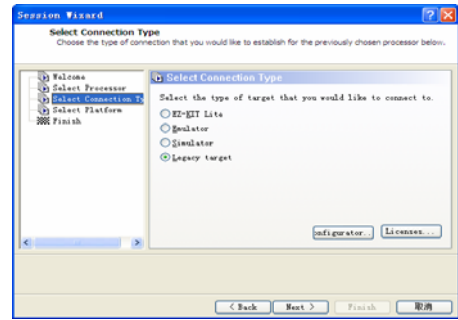 Session Wizard
Select Connection Type
Choose the type of connection that you would like to establish for the previously chosen processor below.
Welcome
Select Processor
Select Connection Ty
Select Platform
Finish
Select Connection Type
Select the type of target that you would like to connect to.
EZ-KIT Lite
Emulator
Simulator
Legacy target
onfigurator..
Licenses...
< Back
Next >
Finish
取消